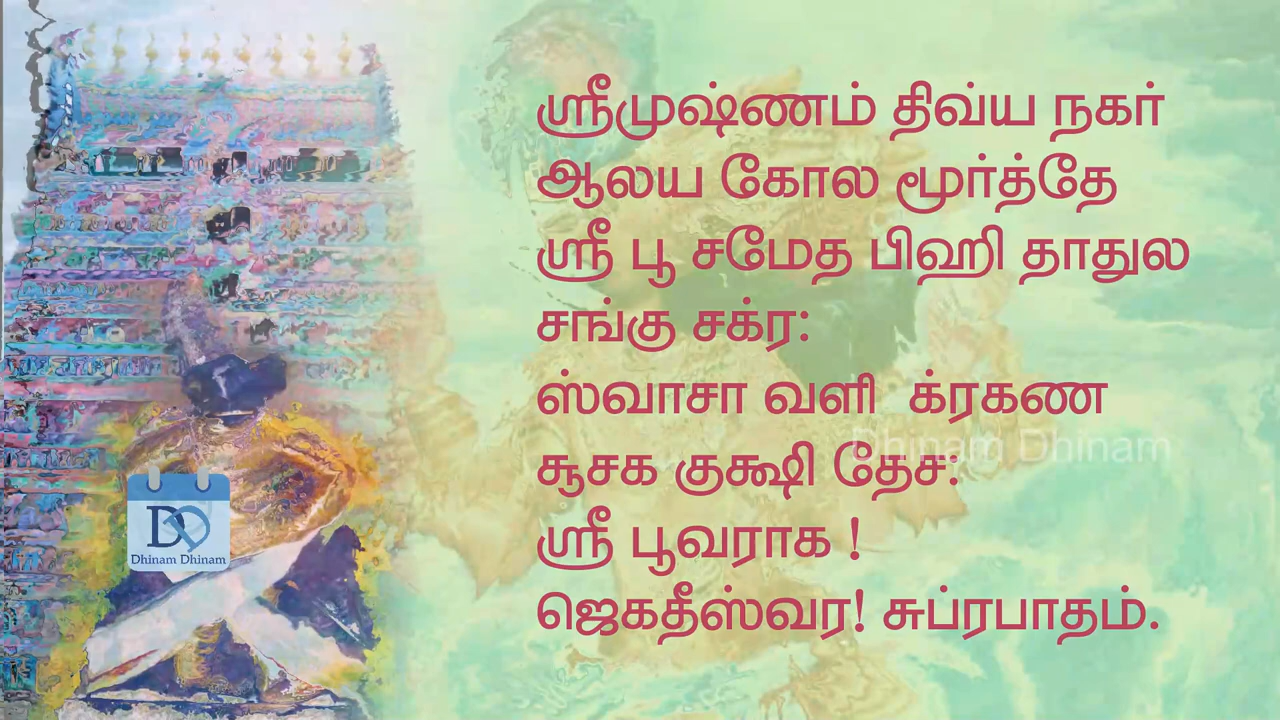 ஸ்ரீமுஷ்ணம் திவ்ய நகர்
ஆலய கோல மூர்த்தே
ஸ்ரீ பூ சமேத பிஹி தாதுல
சங்கு சக்ர:
ஸ்வாசா வளி க்ரகண
சூசக குக்ஷி தேச:
ஸ்ரீ பூவராக !
ஜெகதீஸ்வர! சுப்ரபாதம்.
Dhinam Dhinam
D
Dhinam Dhinam